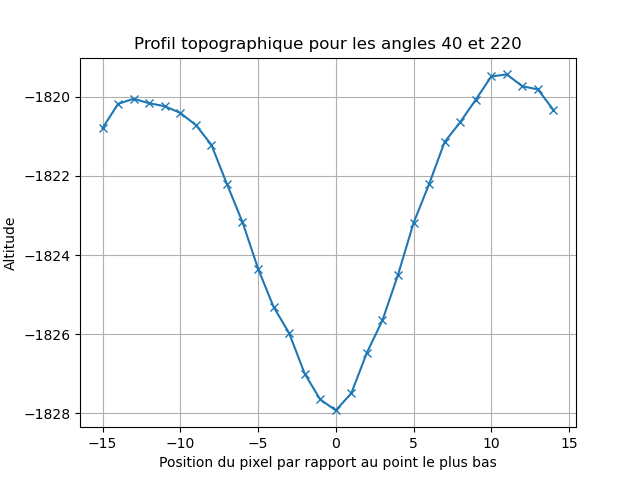 Profil topographique pour les angles 40 et 220
−1820
−1822
−1824
−1826
−1828
Altitude
−15 −10 −5 0 5 10 15
Position du pixel par rapport au point le plus bas